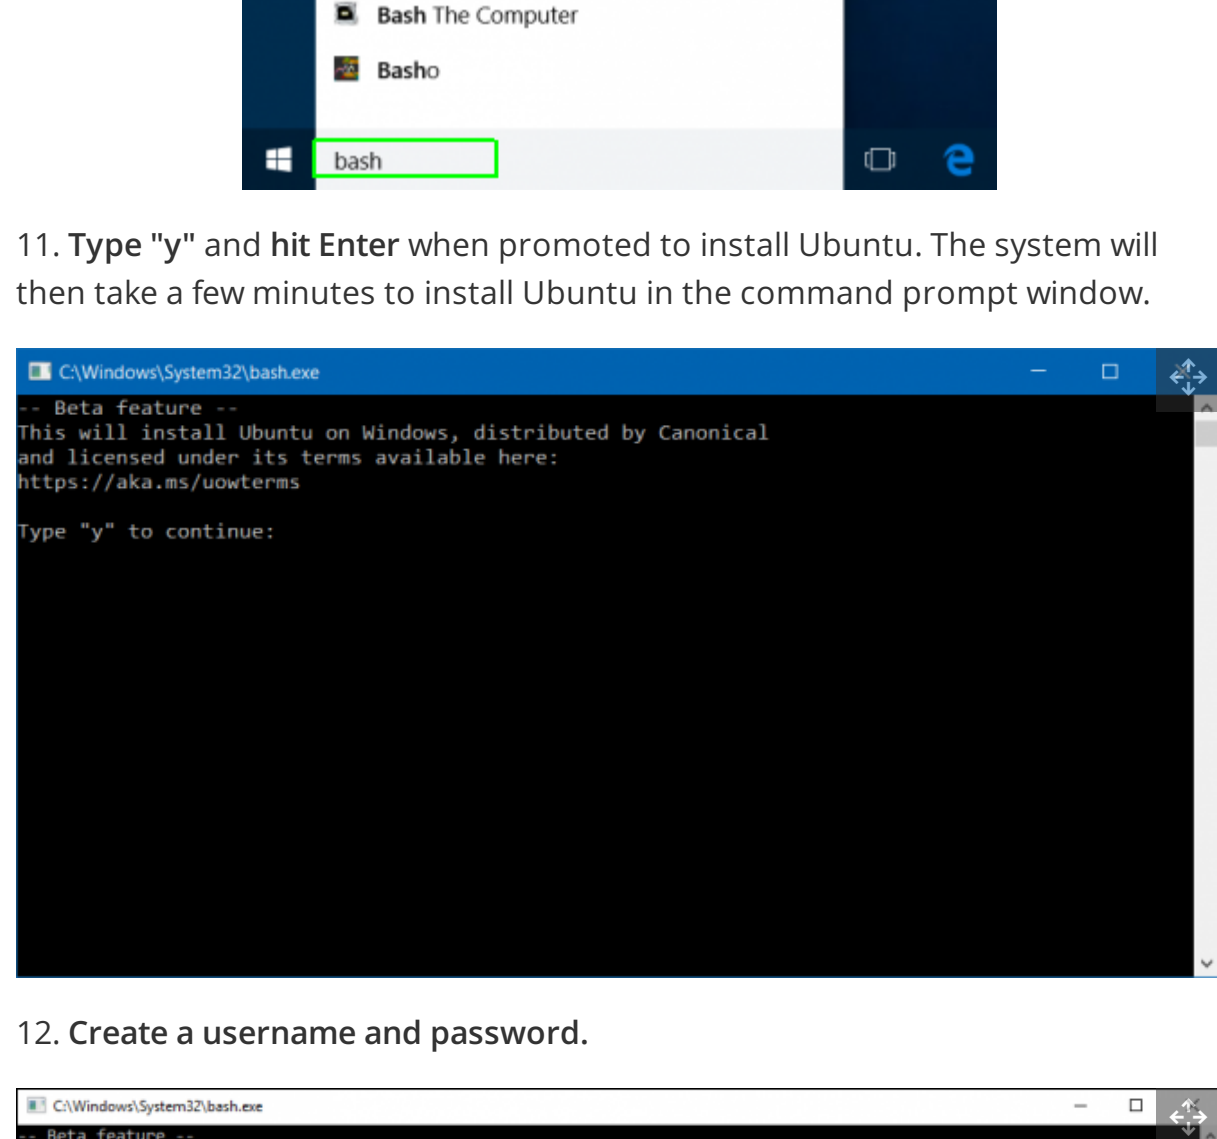 Bash The Computer
Basho
bash
11. Type "y" and hit Enter when promoted to install Ubuntu. The system will
then take a few minutes to install Ubuntu in the command prompt window.
C:\Windows\System32\bash.exe
-- Beta feature --
This will install Ubuntu on Windows, distributed by Canonical
and licensed under its terms available here:
https://aka.ms/uowterms
Type "y" to continue:
12. Create a username and password.
C:\Windows\System32\bash.exe
-- Beta feature --